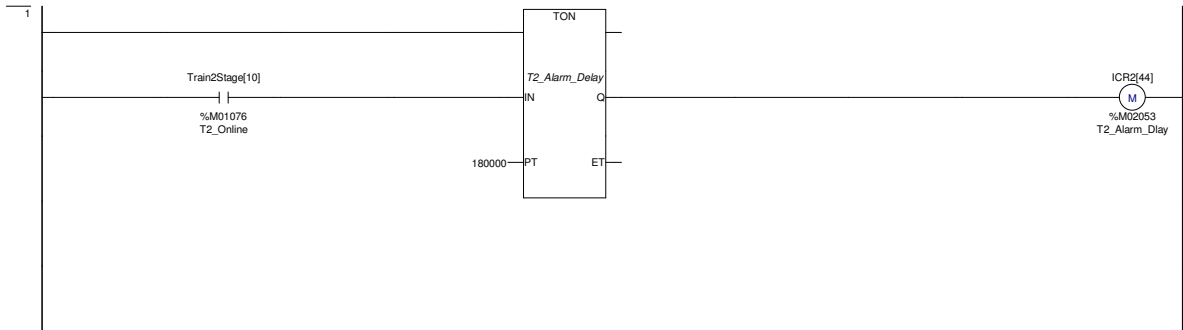 1
TON
Train2Stage[10]
T2_Alarm_Delay
ICR2[44]
IN
Q
M
%M01076
%M02053
T2_Online
T2_Alarm_Dlay
180000
PT
ET